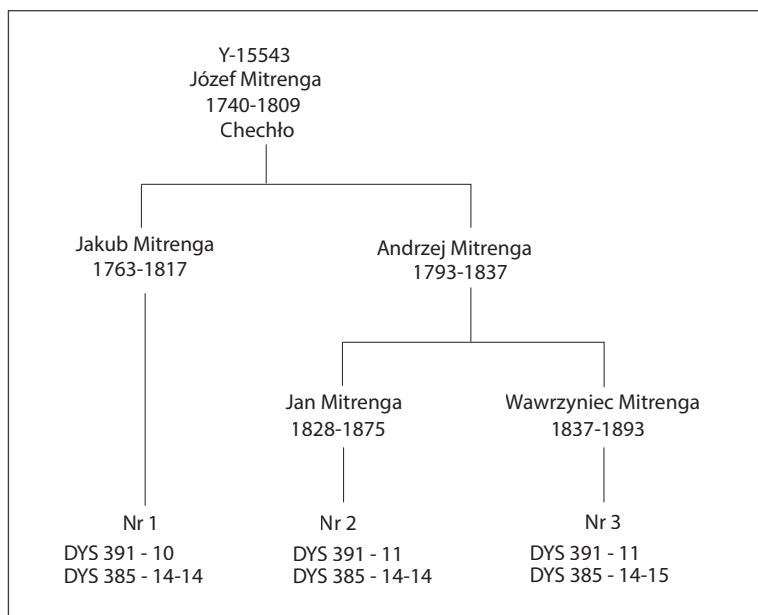 Y-15543
Józef Mitrenga
1740-1809
Chechło
Jakub Mitrenga
1763-1817
Andrzej Mitrenga
1793-1837
Jan Mitrenga
1828-1875
Wawrzyniec Mitrenga
1837-1893
Nr 1
DYS 391 - 10
DYS 385 - 14-14
Nr 2
DYS 391 - 11
DYS 385 - 14-14
Nr 3
DYS 391 - 11
DYS 385 - 14-15